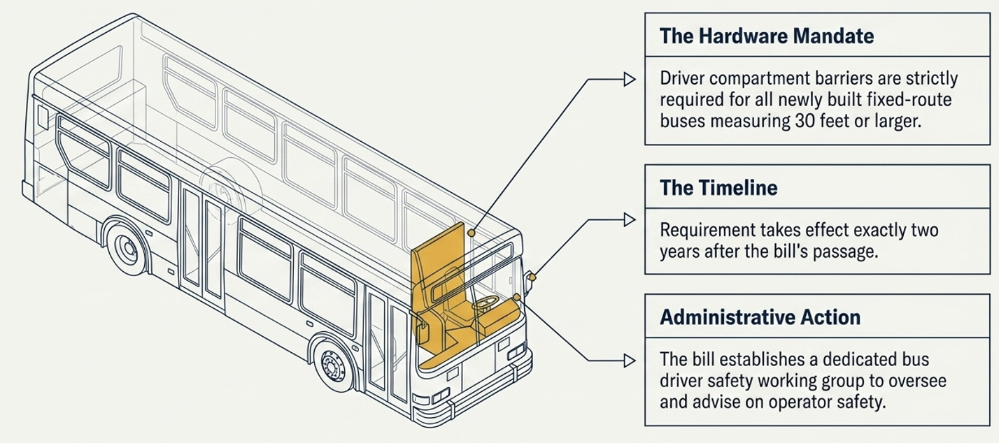 The Hardware Mandate
Driver compartment barriers are strictly
required for all newly built fixed-route
buses measuring 30 feet or larger.
The Timeline
Requirement takes effect exactly two
years after the bill's passage.
Administrative Action
The bill establishes a dedicated bus
driver safety working group to oversee
and advise on operator safety.